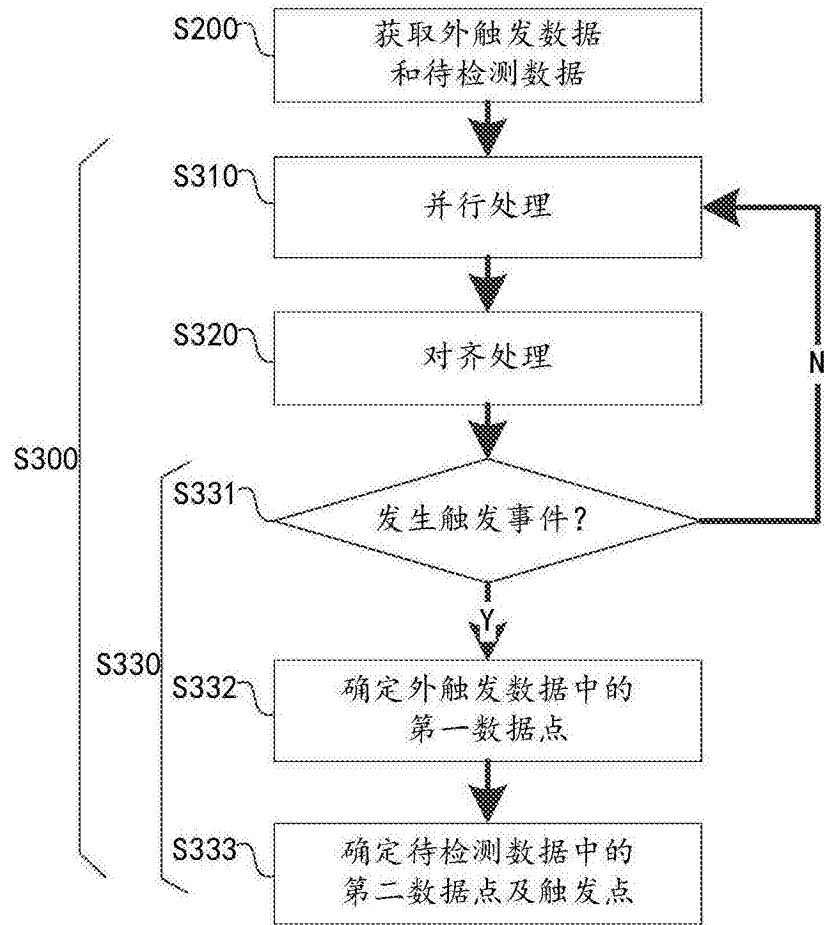 S200
获取外触发数据
和待检测数据
S310
并行处理
S320
对齐处理
N
S300
S331
发生触发事件?
Y
S330
S332
确定外触发数据中的
第一数据点
S333
确定待检测数据中的
第二数据点及触发点